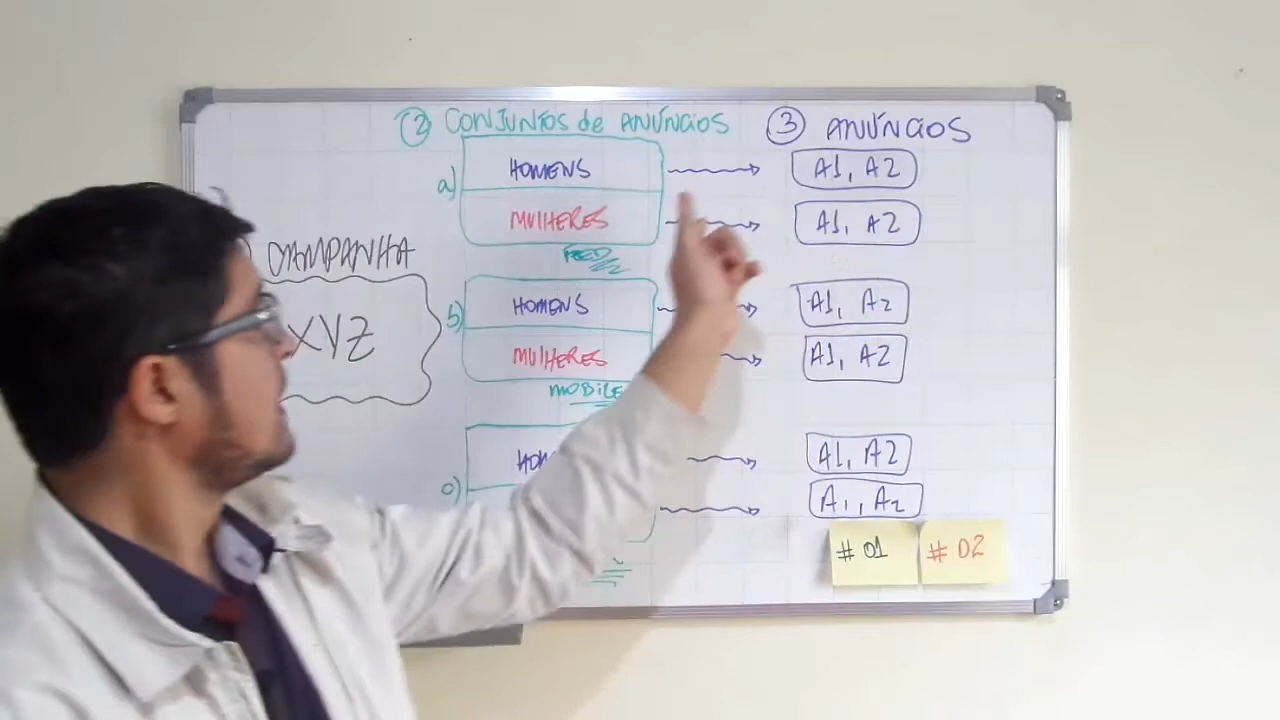 CAMPANHA
XYZ
2 CONJUNTOS de ANÚNCIOS
a)
HOMENS
MULHERES
FEED
b)
HOMENS
MULHERES
MOBILE
c)
3 ANÚNCIOS
A1, A2
A1, A2
A1, A2
A1, A2
A1, A2
A1, A2
# 01
# 02